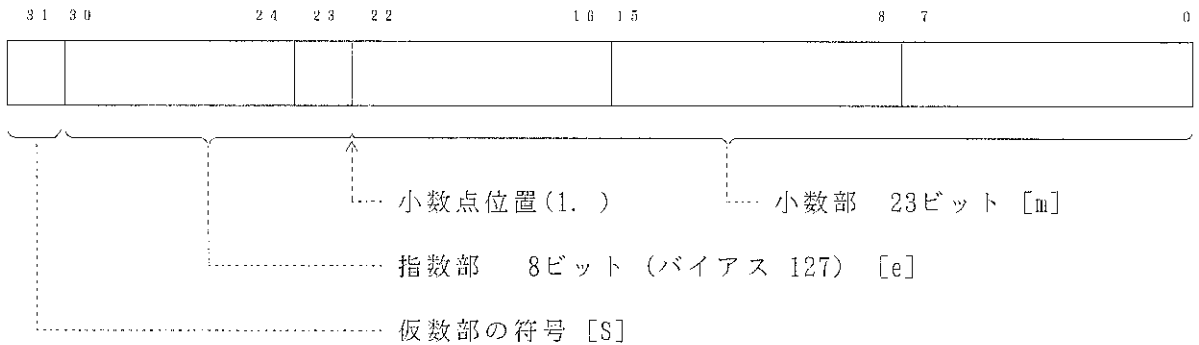 31 30 24 23 22 16 15 8 7 0
小数点位置(1. ) 小数部 23ビット [m]
指数部 8ビット (バイアス 127) [e]
仮数部の符号 [S]